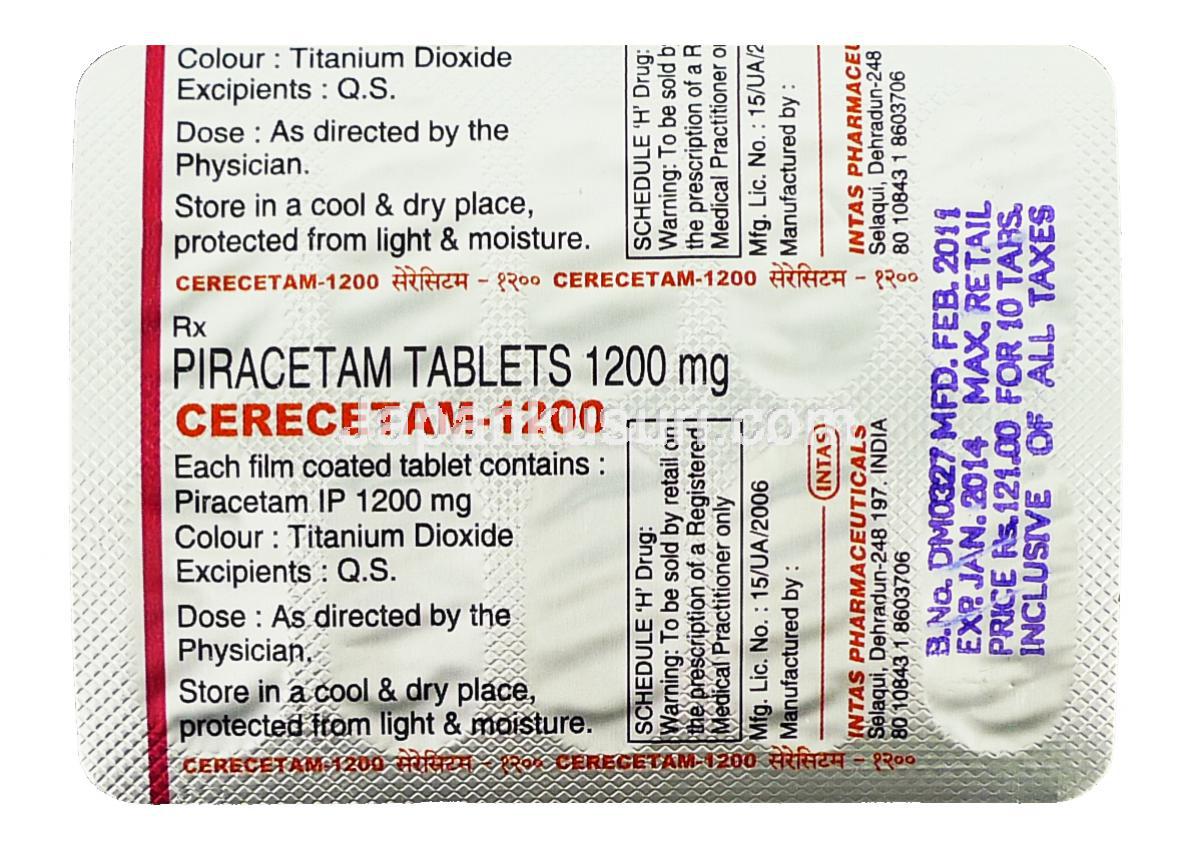 Colour : Titanium Dioxide
Excipients : Q.S.
Dose : As directed by the
Physician.
Store in a cool & dry place,
protected from light & moisture.
SCHEDULE 'H' Drug:
Warning: To be sold b
the prescription of a R
Medical Practitioner o
Mfg. Lic. No. : 15/UA/2
Manufactured by :
INTAS PHARMACEU
Selaqui, Dehradun-248
80 10843 1 8603706
CERECETAM-1200 सेरेसिटम - १२०० CERECETAM-1200 सेरेसिटम - १२००
Rx
PIRACETAM TABLETS 1200 mg
CERECETAM-1200
Each film coated tablet contains :
Piracetam IP 1200 mg
Colour : Titanium Dioxide
Excipients : Q.S.
Dose : As directed by the
Physician.
Store in a cool & dry place,
protected from light & moisture.
SCHEDULE 'H' Drug:
Warning: To be sold by retail on
the prescription of a Registered
Medical Practitioner only
Mfg. Lic. No. : 15/UA/2006
Manufactured by :
INTAS
INTAS PHARMACEUTICALS
Selaqui, Dehradun-248 197. INDIA
80 10843 1 8603706
CERECETAM-1200 सेरेसिटम - १२०० CERECETAM-1200 सेरेसिटम - १२००
B.No. DM0327 MFD. FEB. 2011
EXP. JAN. 2014 MAX. RETAIL
PRICE Rs.121.00 FOR 10 TABS.
INCLUSIVE OF ALL TAXES
Japankusuri.com